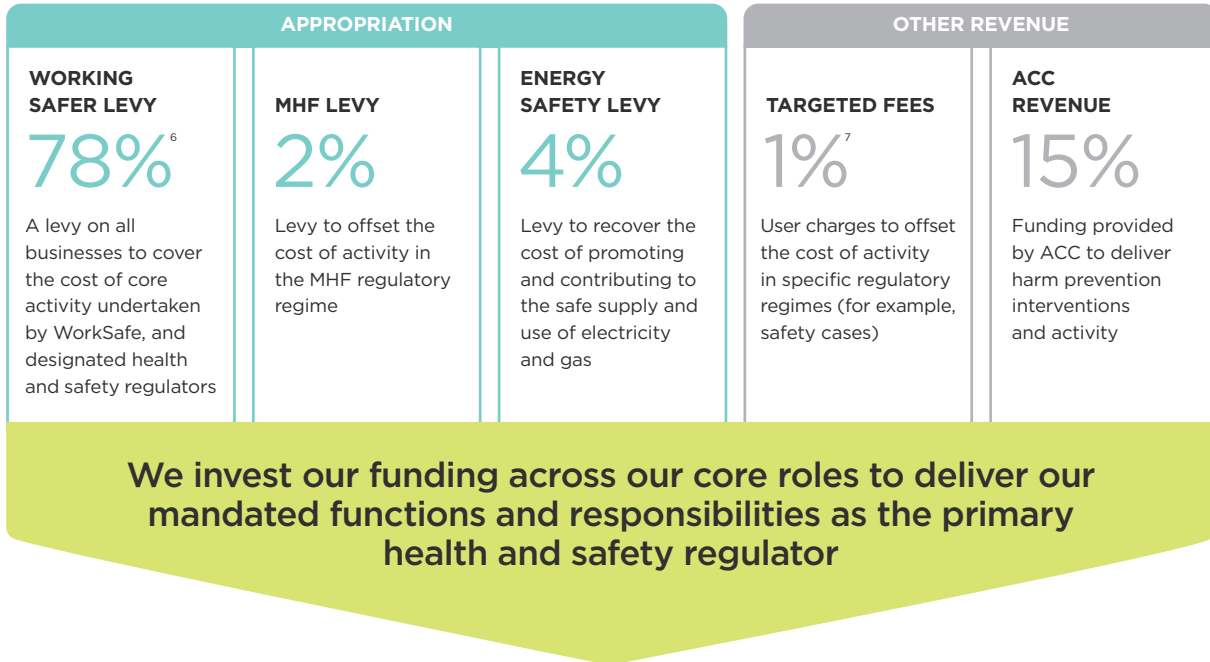 APPROPRIATION
WORKING
SAFER LEVY
78%6
A levy on all
businesses to cover
the cost of core
activity undertaken
by WorkSafe, and
designated health
and safety regulators
MHF LEVY
2%
Levy to offset the
cost of activity in
the MHF regulatory
regime
ENERGY
SAFETY LEVY
4%
Levy to recover the
cost of promoting
and contributing to
the safe supply and
use of electricity
and gas
OTHER REVENUE
TARGETED FEES
1%7
User charges to offset
the cost of activity
in specific regulatory
regimes (for example,
safety cases)
ACC
REVENUE
15%
Funding provided
by ACC to deliver
harm prevention
interventions
and activity
We invest our funding across our core roles to deliver our
mandated functions and responsibilities as the primary
health and safety regulator